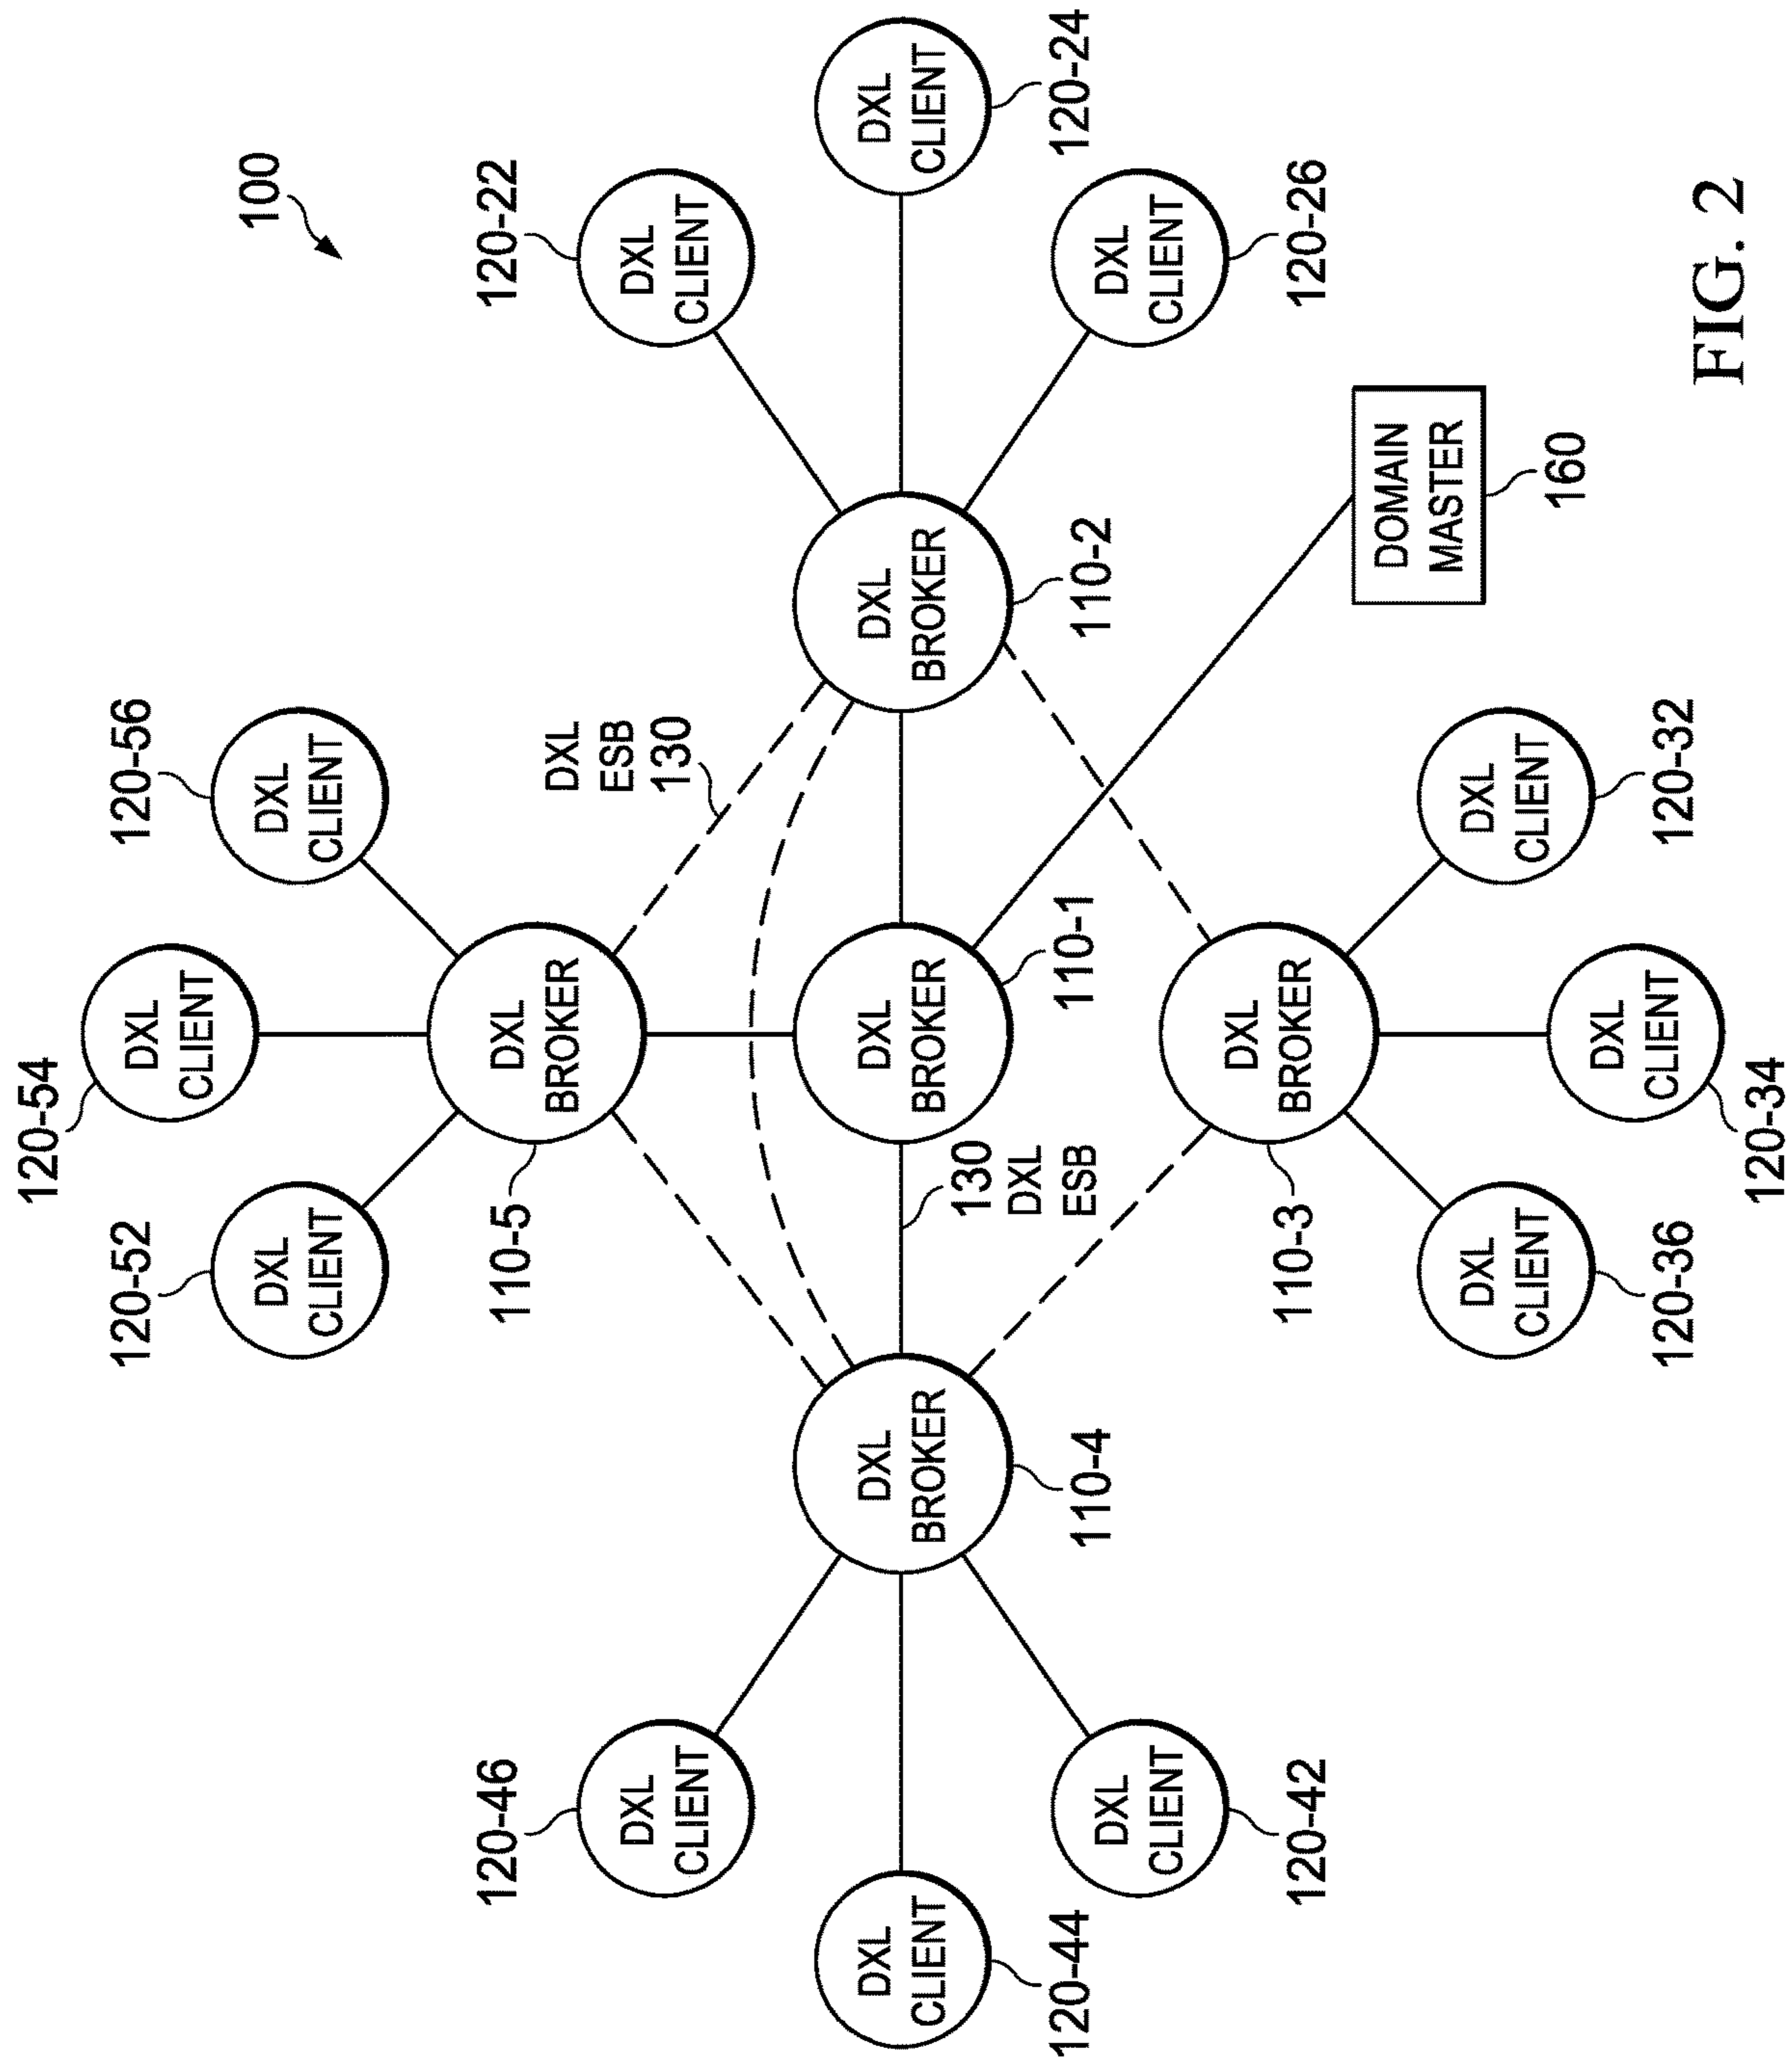 120-54
120-52
DXL
CLIENT
120-56
100
DXL
CLIENT
DXL
CLIENT
120-46
110-5
DXL
BROKER
120-22
DXL
ESB
130
DXL
CLIENT
DXL
CLIENT
DXL
CLIENT
DXL
BROKER
DXL
BROKER
DXL
BROKER
DXL
CLIENT
130
DXL
ESB
120-44
110-4
110-1
110-2
120-24
DXL
CLIENT
DXL
CLIENT
120-42
110-3
DXL
BROKER
120-26
DOMAIN
MASTER
160
DXL
CLIENT
DXL
CLIENT
DXL
CLIENT
120-36
120-32
120-34
FIG. 2